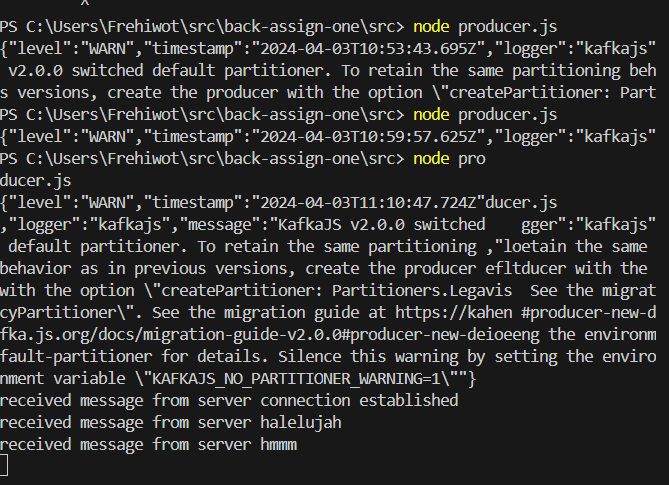 PS C:\Users\Frehiwot\src\back-assign-one\src> node producer.js
{"level":"WARN","timestamp":"2024-04-03T10:53:43.695Z","logger":"kafkajs"
 v2.0.0 switched default partitioner. To retain the same partitioning beh
s versions, create the producer with the option \"createPartitioner: Part
PS C:\Users\Frehiwot\src\back-assign-one\src> node producer.js
{"level":"WARN","timestamp":"2024-04-03T10:59:57.625Z","logger":"kafkajs"
PS C:\Users\Frehiwot\src\back-assign-one\src> node pro
ducer.js
{"level":"WARN","timestamp":"2024-04-03T11:10:47.724Z"ducer.js
,"logger":"kafkajs","message":"KafkaJS v2.0.0 switched    gger":"kafkajs"
 default partitioner. To retain the same partitioning ,"loetain the same
behavior as in previous versions, create the producer efltducer with the
with the option \"createPartitioner: Partitioners.Legavis  See the migrat
cyPartitioner\". See the migration guide at https://kahen #producer-new-d
fka.js.org/docs/migration-guide-v2.0.0#producer-new-deioeeng the environm
fault-partitioner for details. Silence this warning by setting the enviro
nment variable \"KAFKAJS_NO_PARTITIONER_WARNING=1\""}
received message from server connection established
received message from server halelujah
received message from server hmmm